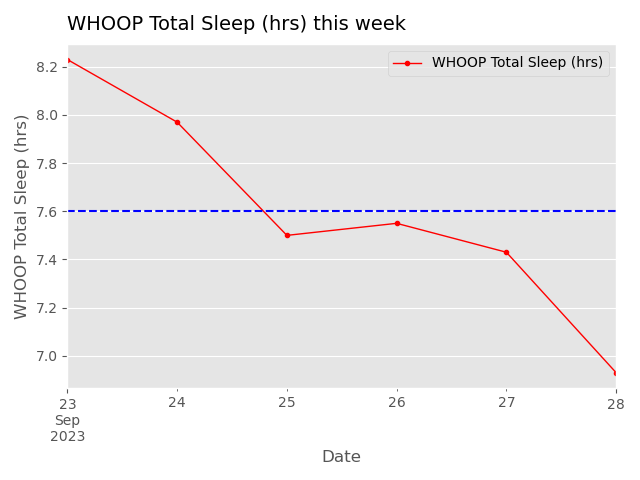 WHOOP Total Sleep (hrs) this week
WHOOP Total Sleep (hrs)
WHOOP Total Sleep (hrs)
8.2
8.0
7.8
7.6
7.4
7.2
7.0
23 24 25 26 27 28
Sep
2023
Date